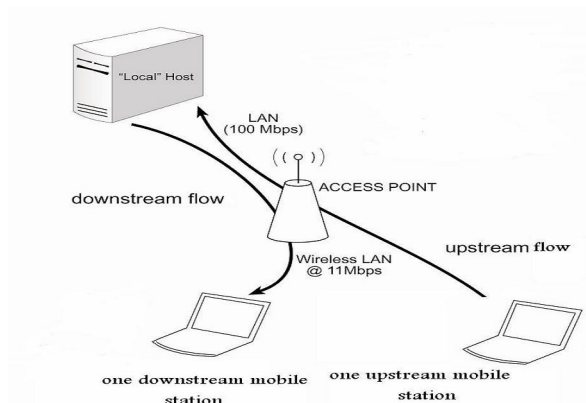 "Local" Host
LAN
(100 Mbps)
ACCESS POINT
downstream flow
upstream flow
Wireless LAN
@ 11Mbps
one downstream mobile
station
one upstream mobile
station